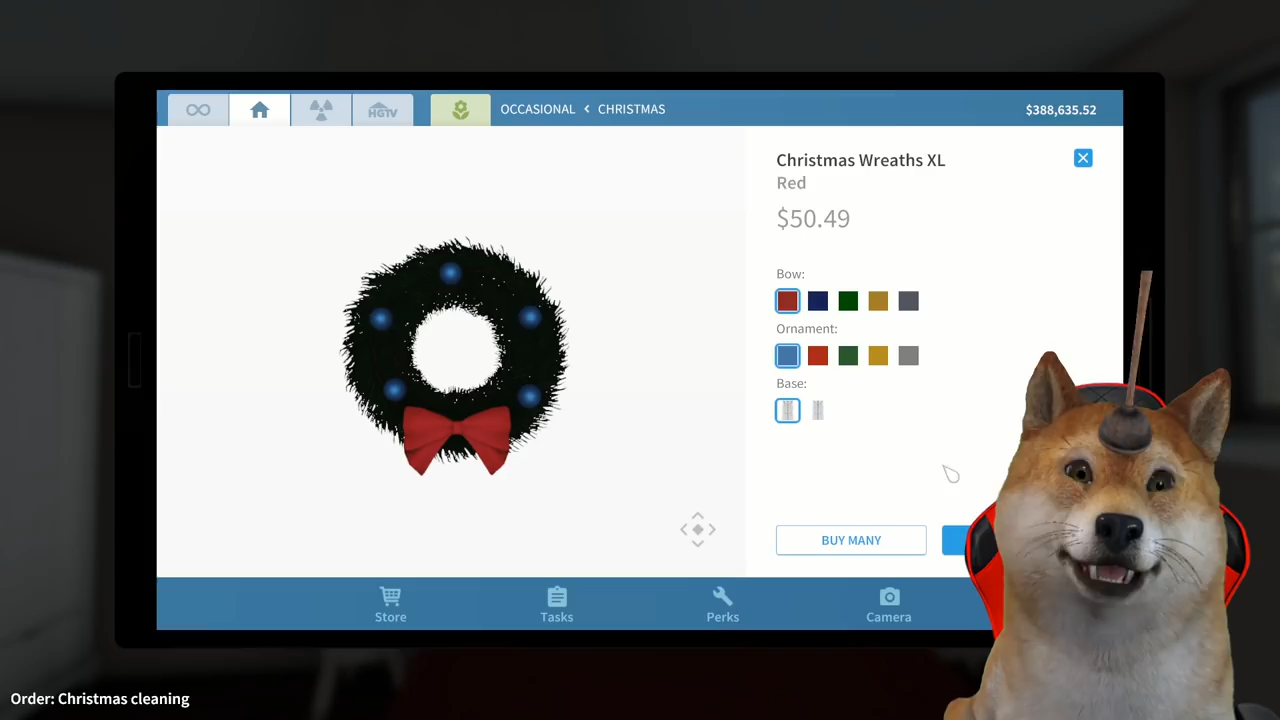 HGTV
OCCASIONAL < CHRISTMAS
$388,635.52
Christmas Wreaths XL
Red
$50.49
Bow:
Ornament:
Base:
BUY MANY
Store
Tasks
Perks
Camera
Order: Christmas cleaning